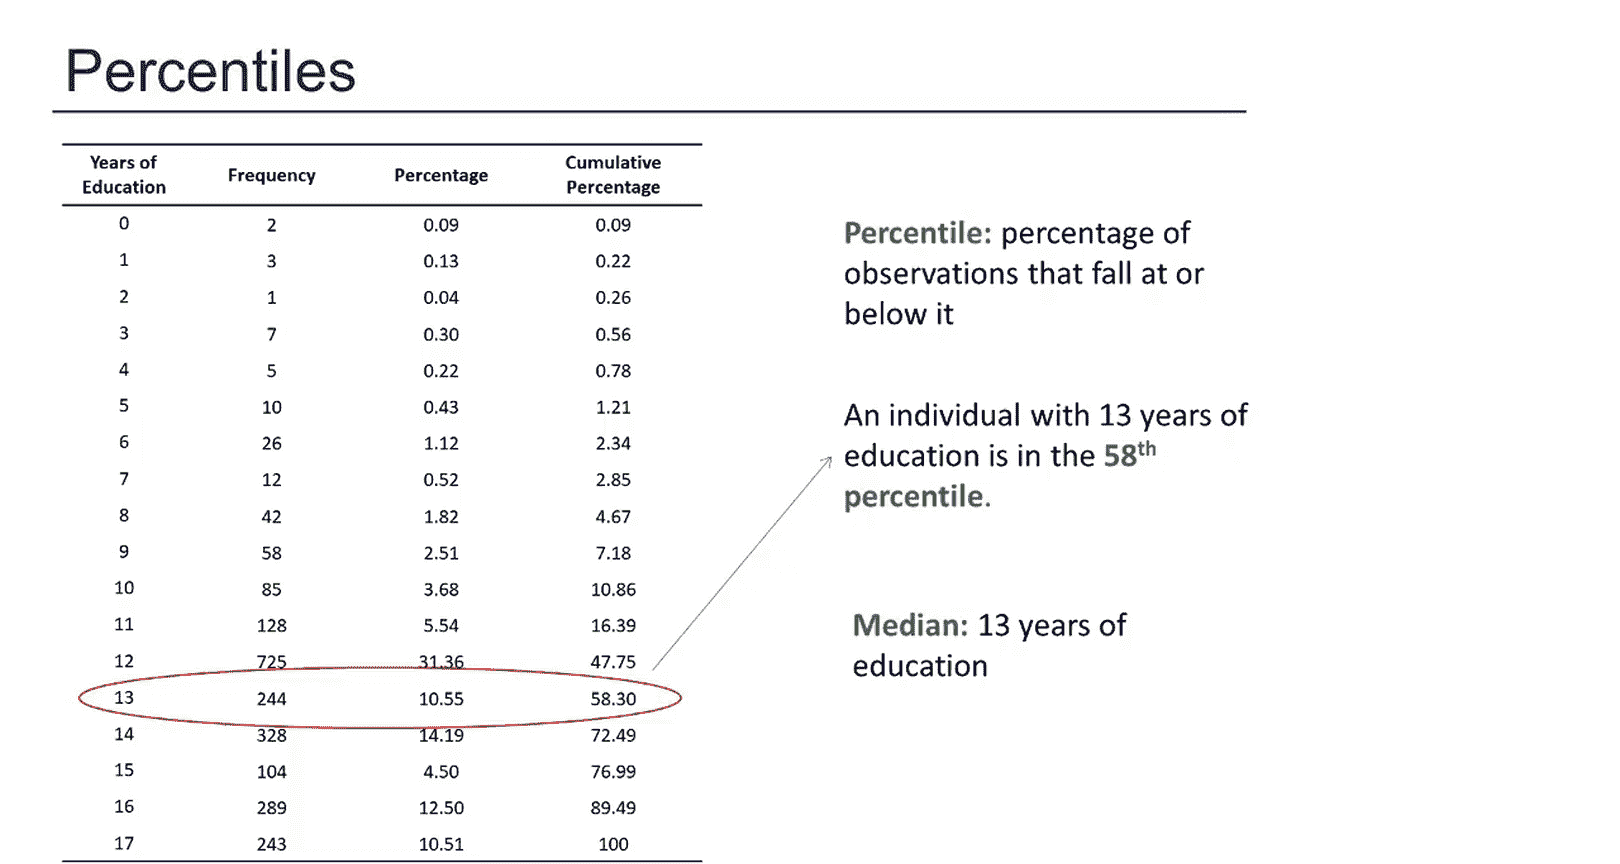 Percentiles
Years of Education Frequency Percentage Cumulative Percentage
0 2 0.09 0.09
1 3 0.13 0.22
2 1 0.04 0.26
3 7 0.30 0.56
4 5 0.22 0.78
5 10 0.43 1.21
6 26 1.12 2.34
7 12 0.52 2.85
8 42 1.82 4.67
9 58 2.51 7.18
10 85 3.68 10.86
11 128 5.54 16.39
12 725 31.36 47.75
13 244 10.55 58.30
14 328 14.19 72.49
15 104 4.50 76.99
16 289 12.50 89.49
17 243 10.51 100
Percentile: percentage of
observations that fall at or
below it
An individual with 13 years of
education is in the 58th
percentile.
Median: 13 years of
education